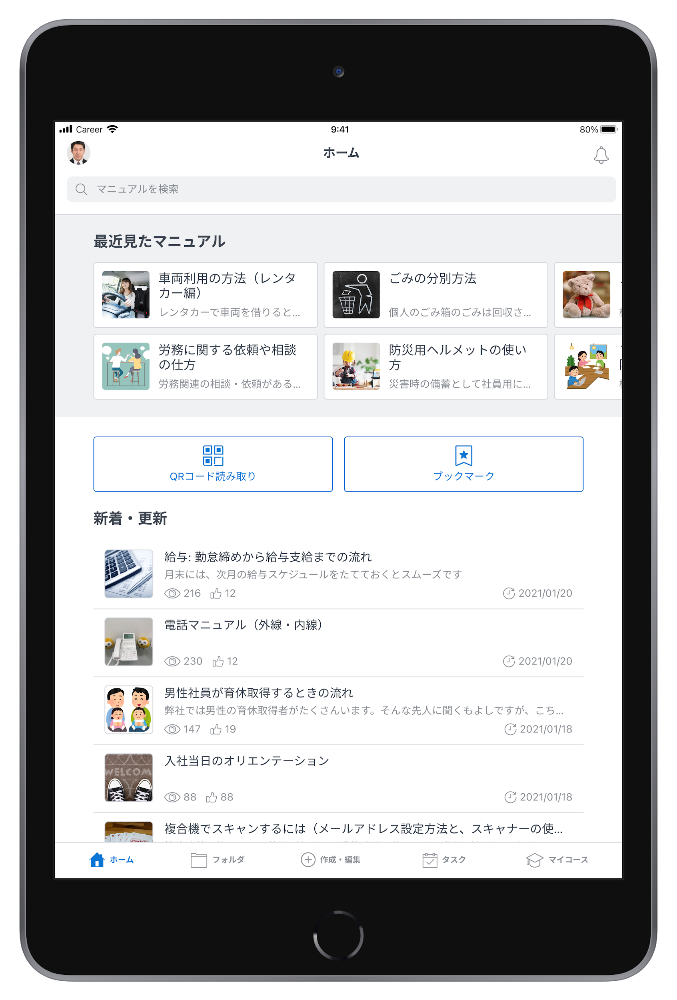 Career
9:41
80%
ホーム
マニュアルを検索
最近見たマニュアル
車両利用の方法（レンタ
カー編）
レンタカーで車両を借りると...
ごみの分別方法
個人のごみ箱のごみは回収さ...
労務に関する依頼や相談
の仕方
労務関連の相談・依頼がある...
防災用ヘルメットの使い
方
災害時の備蓄として社員用に...
QRコード読み取り
ブックマーク
新着・更新
給与: 勤怠締めから給与支給までの流れ
月末には、次月の給与スケジュールをたてておくとスムーズです
216 12 2021/01/20
電話マニュアル（外線・内線）
230 12 2021/01/20
男性社員が育休取得するときの流れ
弊社では男性の育休取得者がたくさんいます。そんな先人に聞くもよしですが、こち...
147 19 2021/01/18
WELCOM
入社当日のオリエンテーション
88 88 2021/01/18
複合機でスキャンするには（メールアドレス設定方法と、スキャナーの使...
ホーム
フォルダ
作成・編集
タスク
マイコース